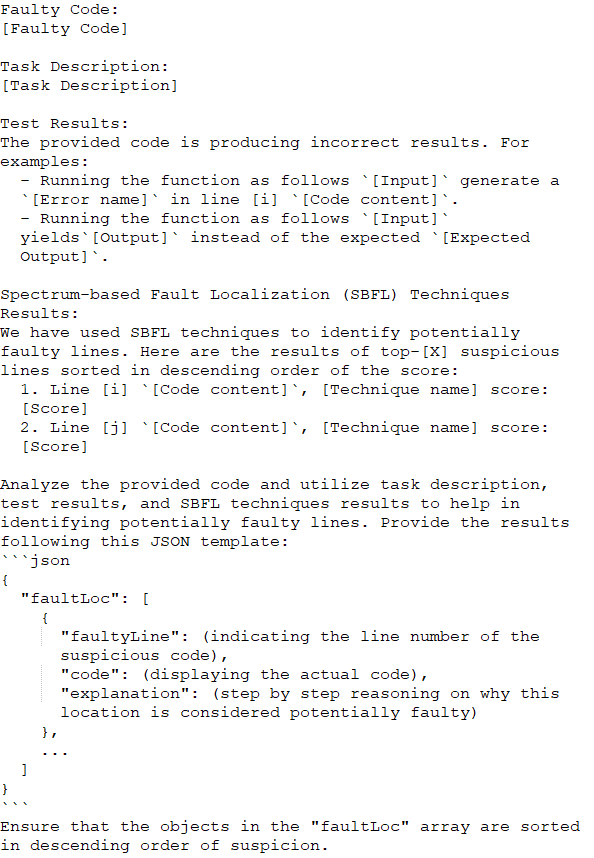 Faulty Code:
[Faulty Code]

Task Description:
[Task Description]

Test Results:
The provided code is producing incorrect results. For
examples:
  - Running the function as follows `[Input]` generate a
  `[Error name]` in line [i] `[Code content]`.
  - Running the function as follows `[Input]`
  yields`[Output]` instead of the expected `[Expected
  Output]`.

Spectrum-based Fault Localization (SBFL) Techniques
Results:
We have used SBFL techniques to identify potentially
faulty lines. Here are the results of top-[X] suspicious
lines sorted in descending order of the score:
  1. Line [i] `[Code content]`, [Technique name] score:
  [Score]
  2. Line [j] `[Code content]`, [Technique name] score:
  [Score]

Analyze the provided code and utilize task description,
test results, and SBFL techniques results to help in
identifying potentially faulty lines. Provide the results
following this JSON template:
```json
{
  "faultLoc": [
    {
      "faultyLine": (indicating the line number of the
      suspicious code),
      "code": (displaying the actual code),
      "explanation": (step by step reasoning on why this
      location is considered potentially faulty)
    },
    ...
  ]
}
```
Ensure that the objects in the "faultLoc" array are sorted
in descending order of suspicion.